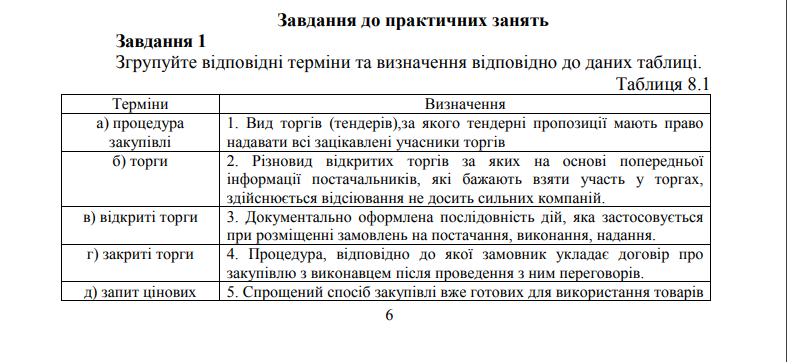 Завдання до практичних занять
Завдання 1
Згрупуйте відповідні терміни та визначення відповідно до даних таблиці.
Таблиця 8.1
Терміни Визначення
а) процедура закупівлі 1. Вид торгів (тендерів),за якого тендерні пропозиції мають право
надавати всі зацікавлені учасники торгів
б) торги 2. Різновид відкритих торгів за яких на основі попередньої
інформації постачальників, які бажають взяти участь у торгах,
здійснюється відсіювання не досить сильних компаній.
в) відкриті торги 3. Документально оформлена послідовність дій, яка застосовується
при розміщенні замовлень на постачання, виконання, надання.
г) закриті торги 4. Процедура, відповідно до якої замовник укладає договір про
закупівлю з виконавцем після проведення з ним переговорів.
д) запит цінових 5. Спрощений спосіб закупівлі вже готових для використання товарів
6